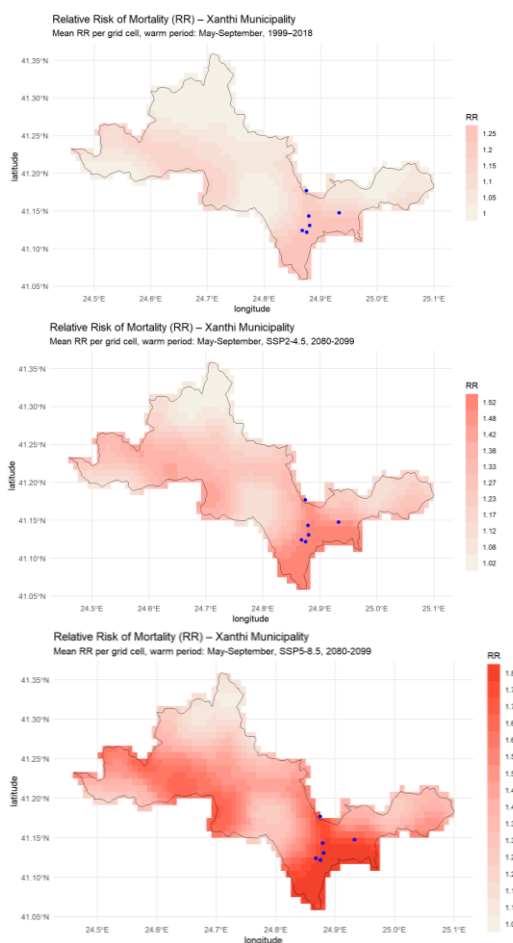 Relative Risk of Mortality (RR) – Xanthi Municipality
Mean RR per grid cell, warm period: May-September, 1999–2018
41.35°N
41.30°N
41.25°N
41.20°N
41.15°N
41.10°N
41.05°N
latitude
24.5°E 24.6°E 24.7°E 24.8°E 24.9°E 25.0°E 25.1°E
longitude
RR
1.25
1.2
1.15
1.1
1.05
1
Relative Risk of Mortality (RR) – Xanthi Municipality
Mean RR per grid cell, warm period: May-September, SSP2-4.5, 2080-2099
41.35°N
41.30°N
41.25°N
41.20°N
41.15°N
41.10°N
41.05°N
latitude
24.5°E 24.6°E 24.7°E 24.8°E 24.9°E 25.0°E 25.1°E
longitude
RR
1.52
1.48
1.42
1.38
1.33
1.27
1.23
1.17
1.12
1.08
1.02
Relative Risk of Mortality (RR) – Xanthi Municipality
Mean RR per grid cell, warm period: May-September, SSP5-8.5, 2080-2099
41.35°N
41.30°N
41.25°N
41.20°N
41.15°N
41.10°N
41.05°N
latitude
24.5°E 24.6°E 24.7°E 24.8°E 24.9°E 25.0°E 25.1°E
longitude
RR